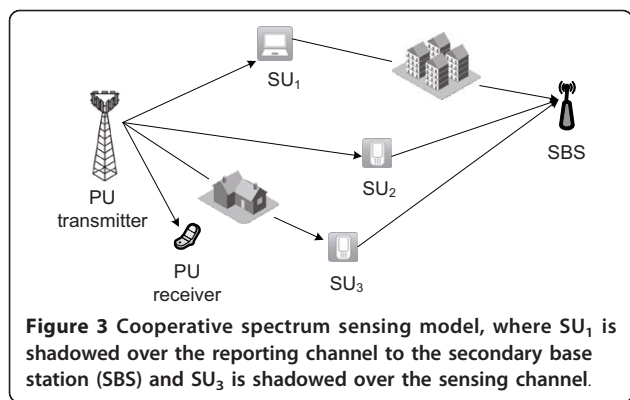 SU₁
SBS
PU
transmitter
SU₂
PU
receiver
SU₃
Figure 3 Cooperative spectrum sensing model, where SU₁ is
shadowed over the reporting channel to the secondary base
station (SBS) and SU₃ is shadowed over the sensing channel.